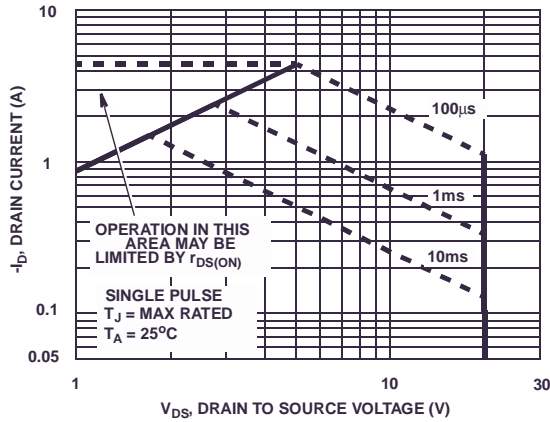 10
1
0.1
0.05
-I_D, DRAIN CURRENT (A)
100μs
1ms
10ms
OPERATION IN THIS
AREA MAY BE
LIMITED BY r_DS(ON)
SINGLE PULSE
T_J = MAX RATED
T_A = 25°C
1
10
30
V_DS, DRAIN TO SOURCE VOLTAGE (V)